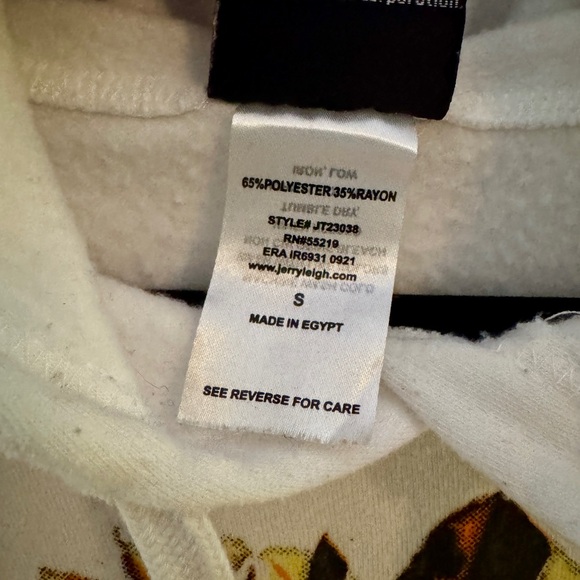 corporation.
65%POLYESTER 35%RAYON
STYLE# JT23038
RN#55219
ERA IR6931 0921
www.jerryleigh.com
S
MADE IN EGYPT
SEE REVERSE FOR CARE